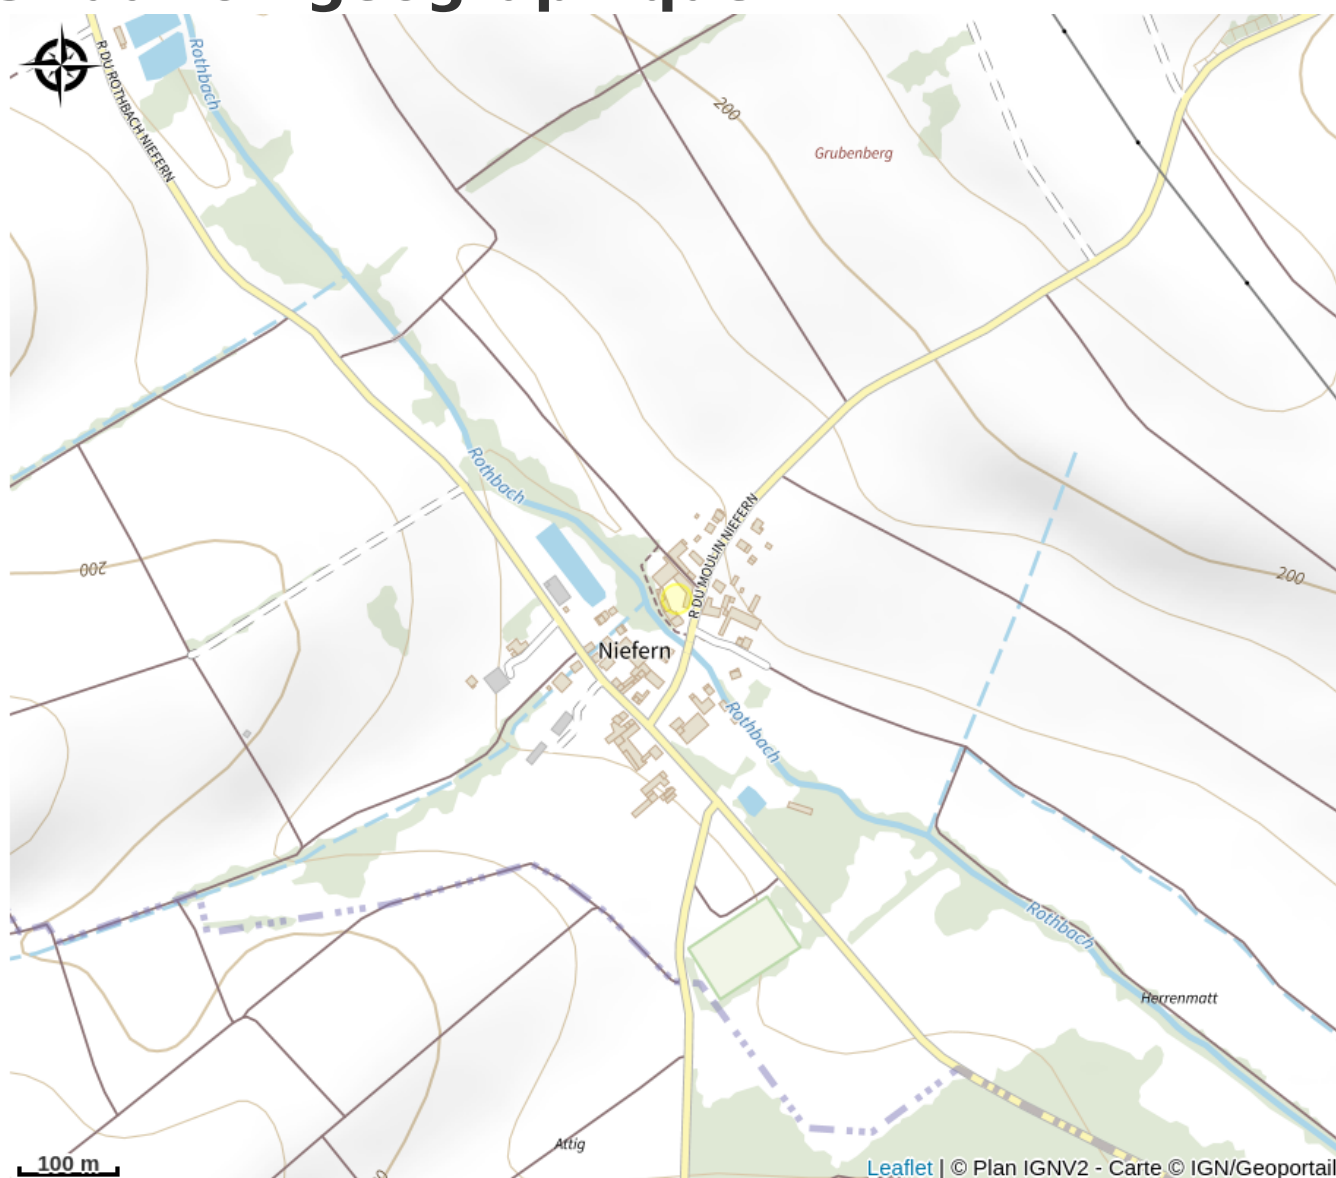 Rothbach
R DU ROTHBACH NIEFERN
200
Grubenberg
Rothbach
R DU MOULIN NIEFERN
200
200
Niefern
Rothbach
Rothbach
Herrenmatt
Attig
100 m
Leaflet | © Plan IGNV2 - Carte © IGN/Geoportail